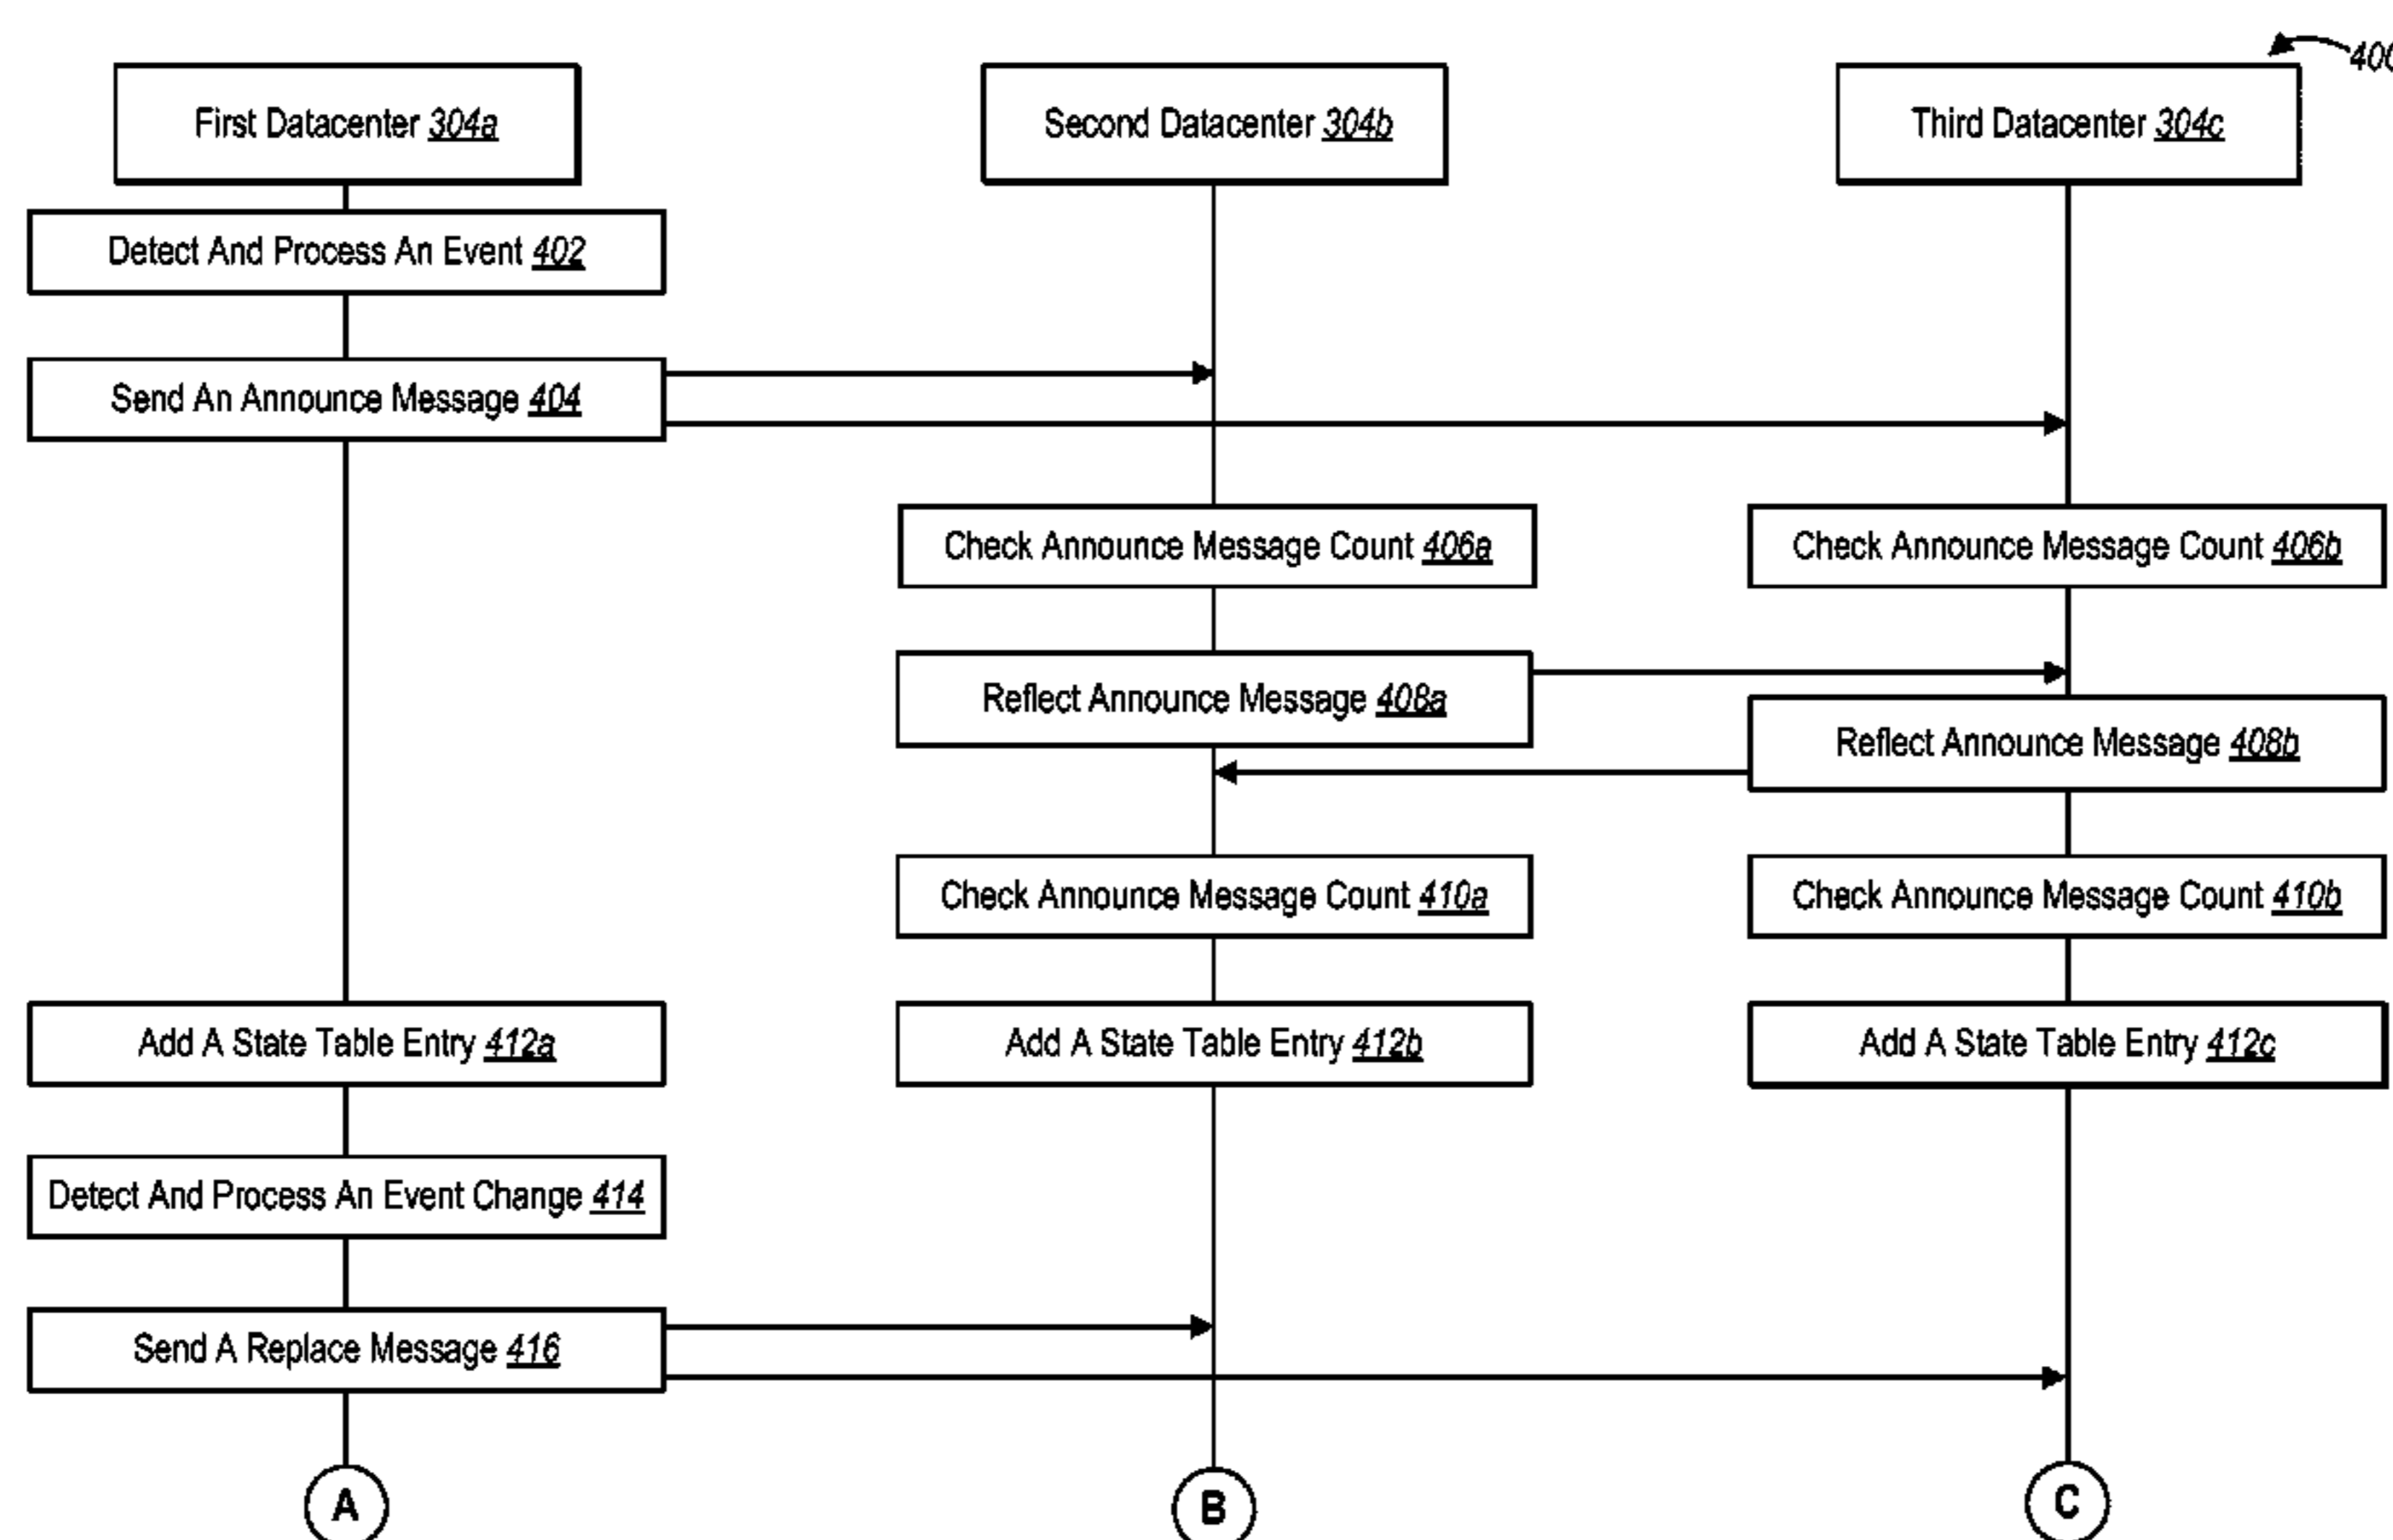 400
First Datacenter 304a
Second Datacenter 304b
Third Datacenter 304c
Detect And Process An Event 402
Send An Announce Message 404
Check Announce Message Count 406a
Check Announce Message Count 406b
Reflect Announce Message 408a
Reflect Announce Message 408b
Check Announce Message Count 410a
Check Announce Message Count 410b
Add A State Table Entry 412a
Add A State Table Entry 412b
Add A State Table Entry 412c
Detect And Process An Event Change 414
Send A Replace Message 416
A
B
C